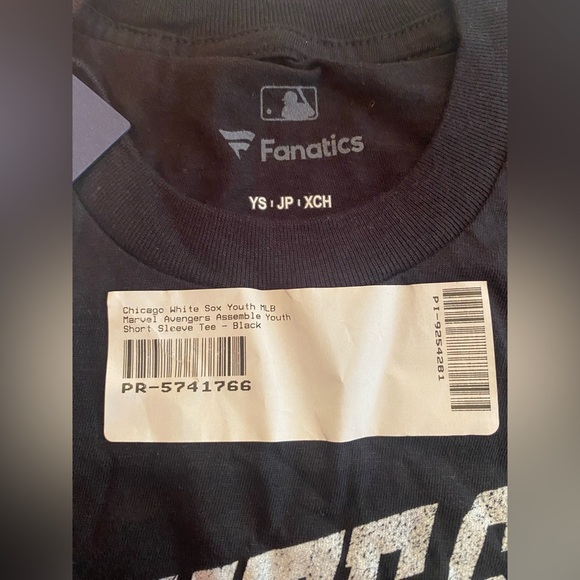 Fanatics
YS JP XCH
Chicago White Sox Youth MLB
Marvel Avengers Assemble Youth
Short Sleeve Tee - Black
PR-5741766
PI-9254281